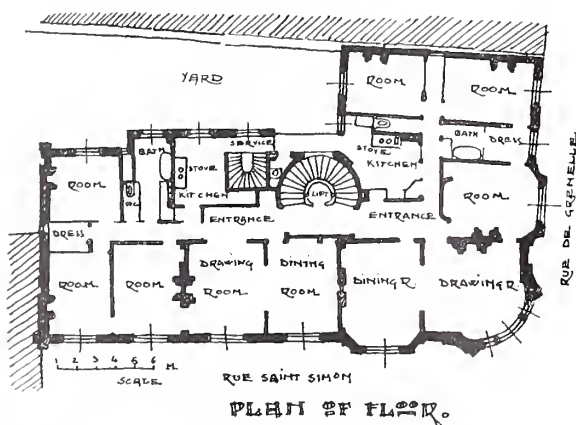 YARD
ROOM
ROOM
BATH
SERVICE
STOVE
KITCHEN
BATH
DRESS
ROOM
STOVE
KITCHEN
W.C.
LIFT
ROOM
ENTRANCE
ENTRANCE
DRESS
ROOM
ROOM
DRAWING
ROOM
DINING
ROOM
DINING R.
DRAWING R.
RUE DE GRENELLE
1 2 3 4 5 6 M.
SCALE
RUE SAINT SIMON
PLAN OF FLOOR.